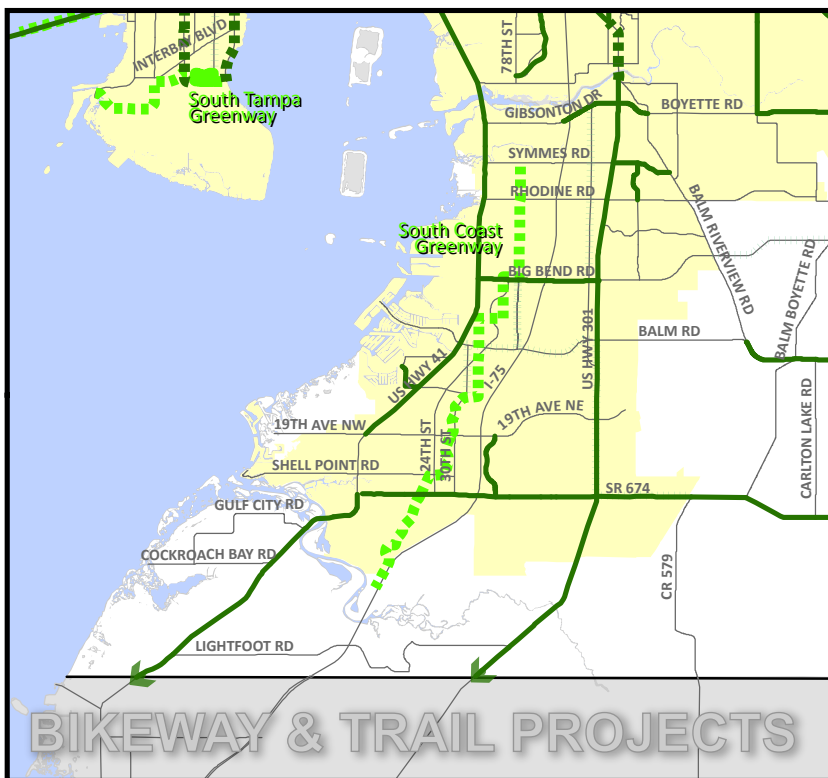 INTERBAY BLVD
78TH ST
South Tampa
Greenway
GIBSONTON DR
BOYETTE RD
SYMMES RD
RHODINE RD
BALM RIVERVIEW RD
South Coast
Greenway
BIG BEND RD
BALM BOYETTE RD
US HWY 301
BALM RD
US HWY 41
I-75
CARLTON LAKE RD
19TH AVE NE
19TH AVE NW
24TH ST
30TH ST
SHELL POINT RD
SR 674
GULF CITY RD
COCKROACH BAY RD
CR 579
LIGHTFOOT RD
BIKEWAY & TRAIL PROJECTS